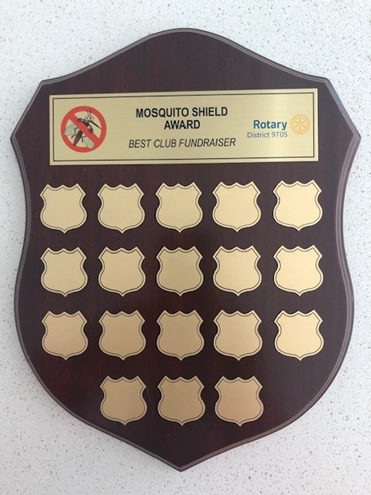 MOSQUITO SHIELD
AWARD
BEST CLUB FUNDRAISER
Rotary
District 9705